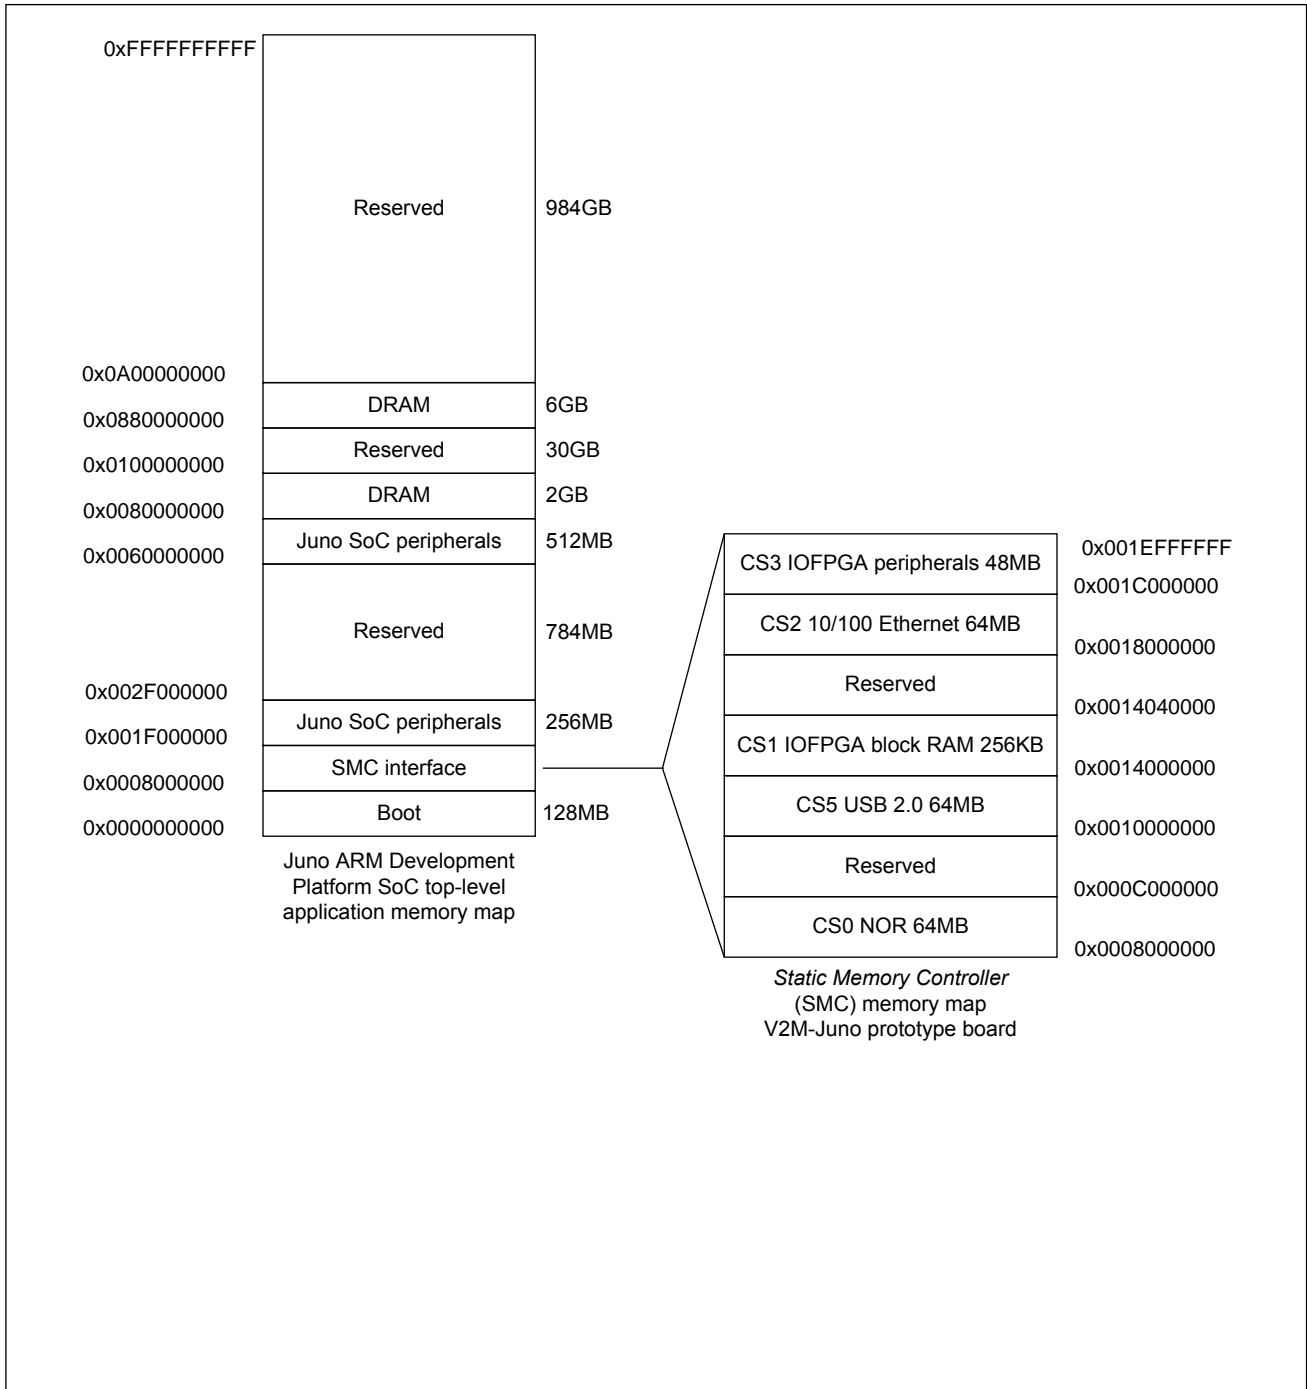 0xFFFFFFFFFF
Reserved 984GB
0x0A00000000
DRAM 6GB
0x0880000000
Reserved 30GB
0x0100000000
DRAM 2GB
0x0080000000
Juno SoC peripherals 512MB
0x0060000000
Reserved 784MB
0x002F000000
Juno SoC peripherals 256MB
0x001F000000
SMC interface
0x0008000000
Boot 128MB
0x0000000000
Juno ARM Development
Platform SoC top-level
application memory map
0x001EFFFFFF
CS3 IOFPGA peripherals 48MB
0x001C000000
CS2 10/100 Ethernet 64MB
0x0018000000
Reserved
0x0014040000
CS1 IOFPGA block RAM 256KB
0x0014000000
CS5 USB 2.0 64MB
0x0010000000
Reserved
0x000C000000
CS0 NOR 64MB
0x0008000000
Static Memory Controller
(SMC) memory map
V2M-Juno prototype board